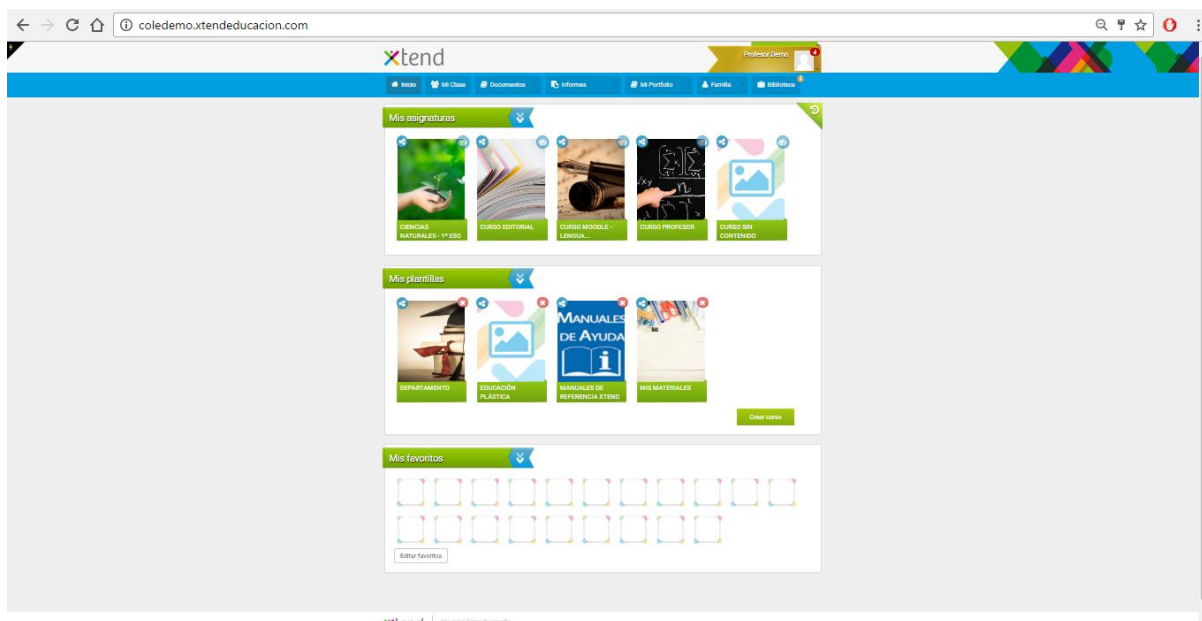 coledemo.xtendeducacion.com
xtend
Profesor Demo
4
Inicio Mi Clase Documentos Informes Mi Portfolio Familia Biblioteca
Mis asignaturas
CIENCIAS
NATURALES - 1º ESO
CURSO EDITORIAL
CURSO MOODLE -
LENGUA...
CURSO PROFESOR
CURSO SIN
CONTENIDO
Mis plantillas
MANUALES
DE AYUDA
i
DEPARTAMENTO
EDUCACIÓN
PLÁSTICA
MANUALES DE
REFERENCIA XTEND
MIS MATERIALES
Crear curso
Mis favoritos
Editar favoritos